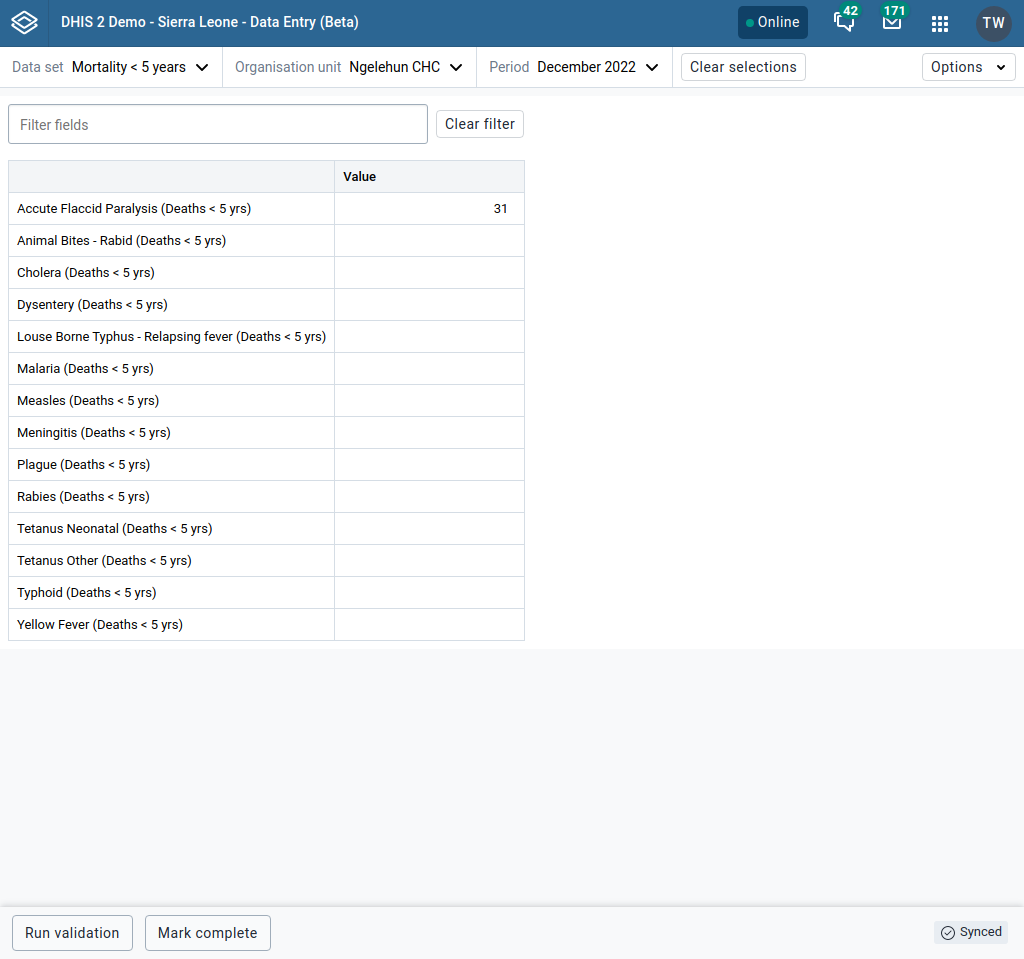 DHIS 2 Demo - Sierra Leone - Data Entry (Beta)
Online
42
171
TW
Data set Mortality < 5 years
Organisation unit Ngelehun CHC
Period December 2022
Clear selections
Options
Filter fields
Clear filter
Value
Accute Flaccid Paralysis (Deaths < 5 yrs) 31
Animal Bites - Rabid (Deaths < 5 yrs)
Cholera (Deaths < 5 yrs)
Dysentery (Deaths < 5 yrs)
Louse Borne Typhus - Relapsing fever (Deaths < 5 yrs)
Malaria (Deaths < 5 yrs)
Measles (Deaths < 5 yrs)
Meningitis (Deaths < 5 yrs)
Plague (Deaths < 5 yrs)
Rabies (Deaths < 5 yrs)
Tetanus Neonatal (Deaths < 5 yrs)
Tetanus Other (Deaths < 5 yrs)
Typhoid (Deaths < 5 yrs)
Yellow Fever (Deaths < 5 yrs)
Run validation
Mark complete
Synced